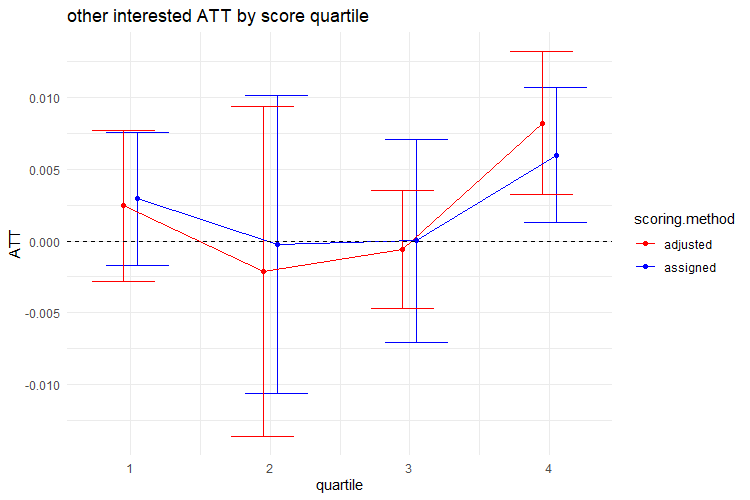 other interested ATT by score quartile
ATT
0.010
0.005
0.000
-0.005
-0.010
1 2 3 4
quartile
scoring.method
adjusted
assigned